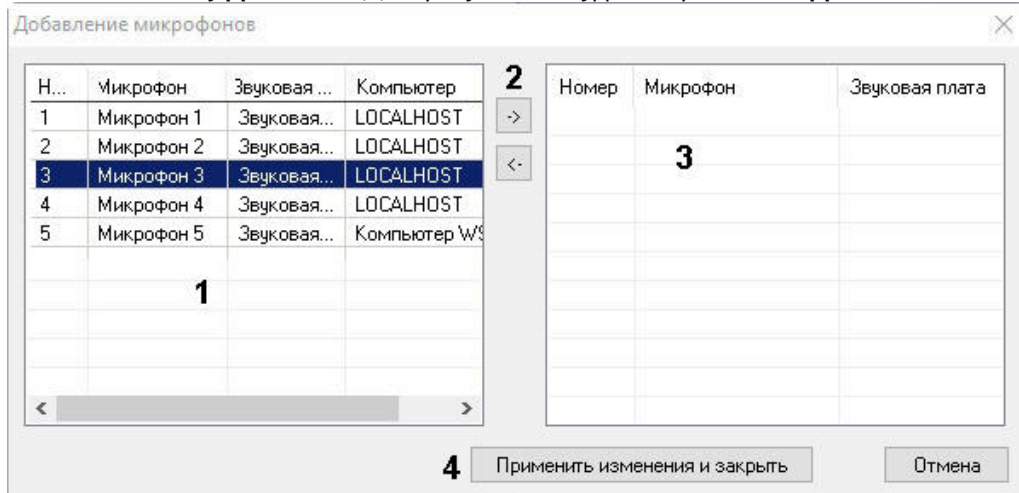 Добавление микрофонов
Н... Микрофон Звуковая ... Компьютер 2 Номер Микрофон Звуковая плата
1 Микрофон 1 Звуковая... LOCALHOST ->
2 Микрофон 2 Звуковая... LOCALHOST <-
3 Микрофон 3 Звуковая... LOCALHOST 3
4 Микрофон 4 Звуковая... LOCALHOST
5 Микрофон 5 Звуковая... Компьютер WS
1
4 Применить изменения и закрыть Отмена